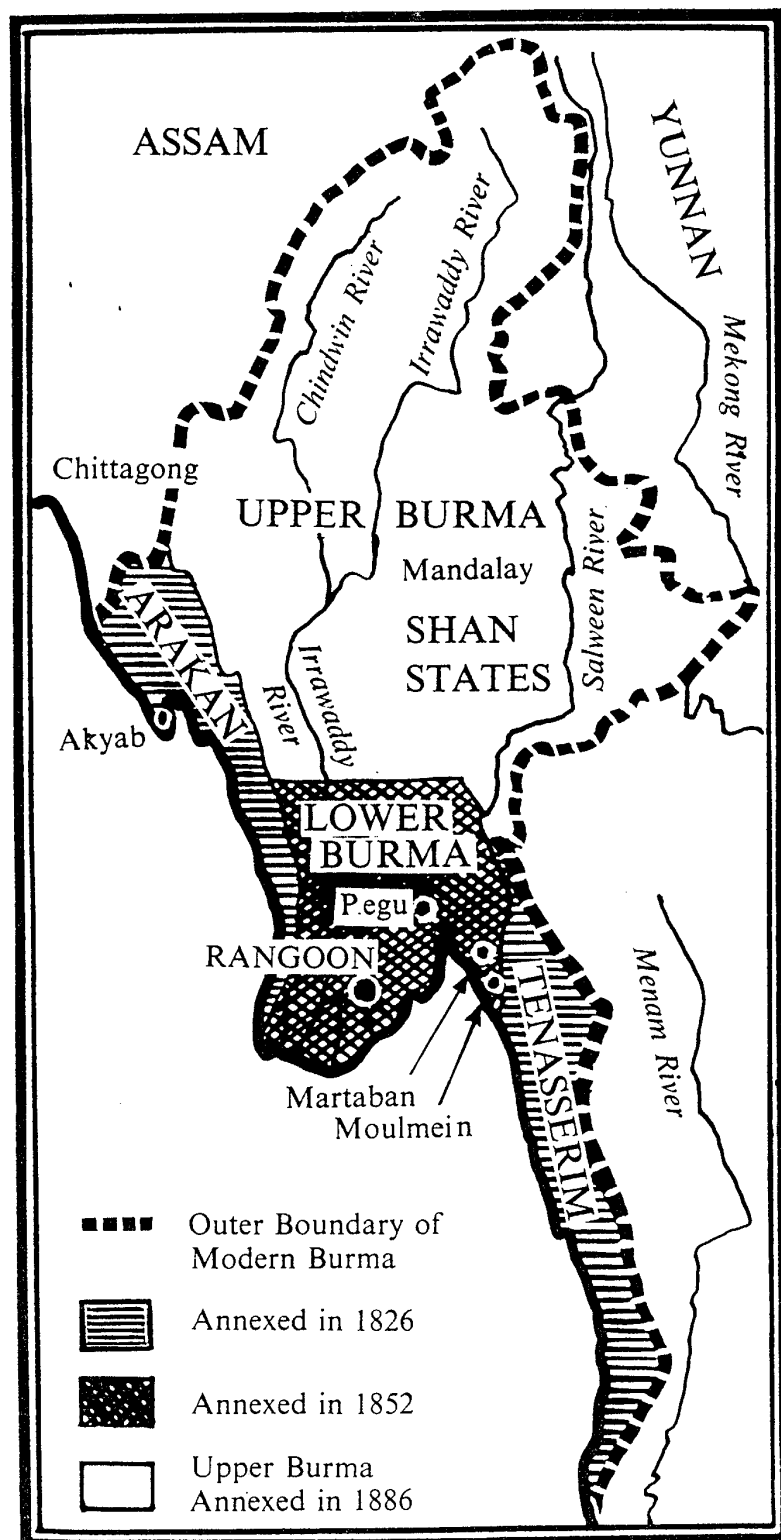 ASSAM
YUNNAN
Chindwin River
Irrawaddy River
Mekong River
Chittagong
UPPER BURMA
Mandalay
Salween River
SHAN
STATES
ARAKAN
Irrawaddy
River
Akyab
LOWER
BURMA
P.egu
RANGOON
TENASSERIM
Menam River
Martaban
Moulmein
Outer Boundary of
Modern Burma
Annexed in 1826
Annexed in 1852
Upper Burma
Annexed in 1886